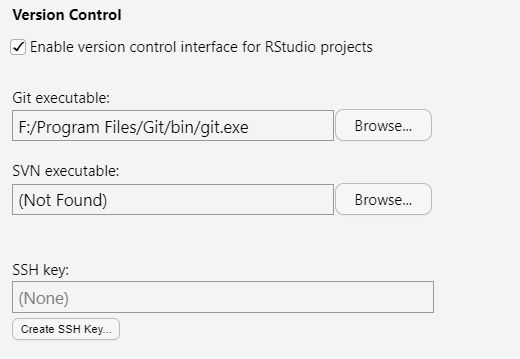 Version Control
Enable version control interface for RStudio projects
Git executable:
F:/Program Files/Git/bin/git.exe
Browse...
SVN executable:
(Not Found)
Browse...
SSH key:
(None)
Create SSH Key...